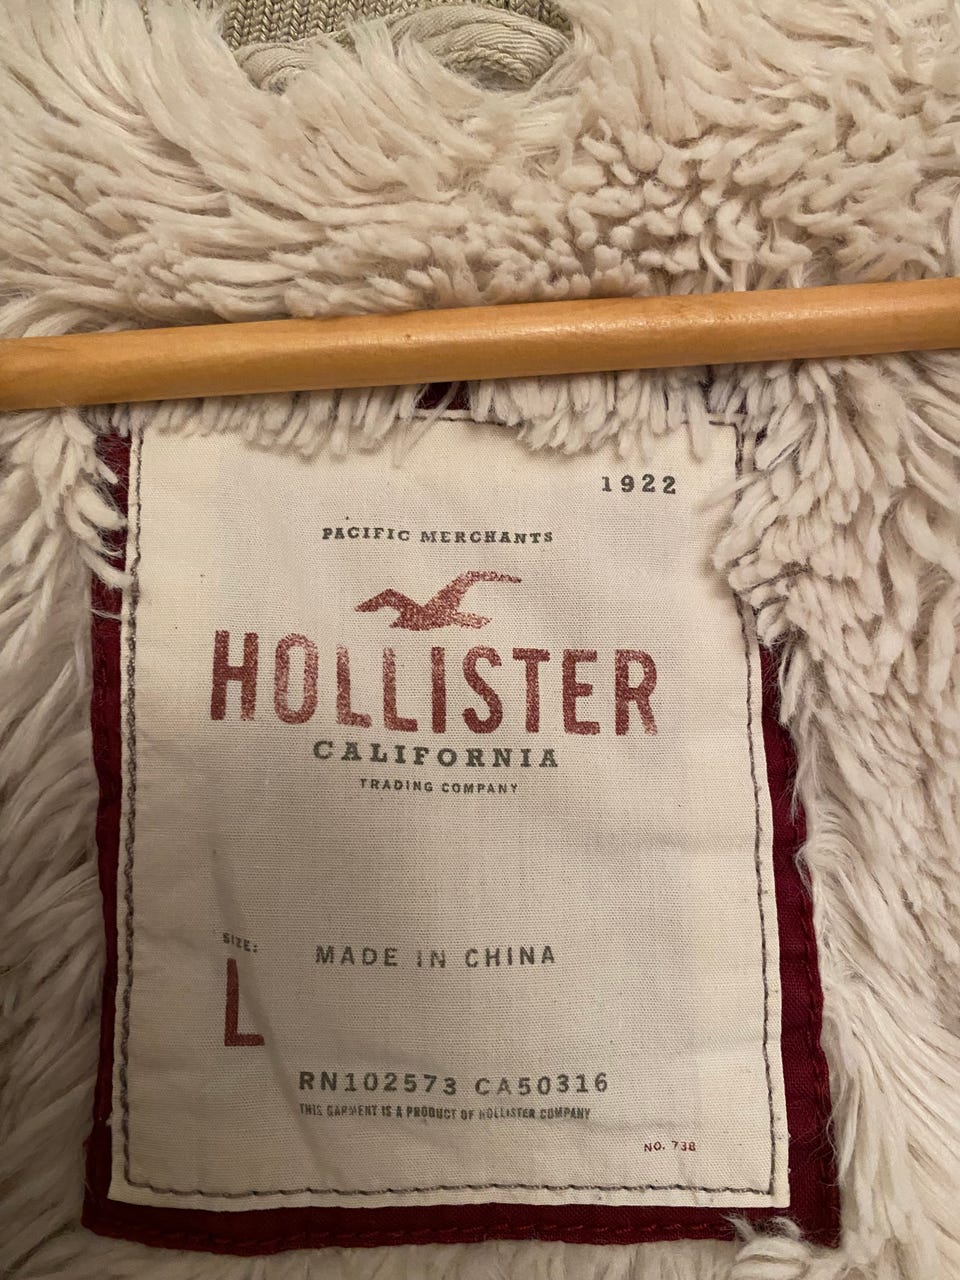 1922
PACIFIC MERCHANTS
HOLLISTER
CALIFORNIA
TRADING COMPANY
SIZE:
L
MADE IN CHINA
RN102573 CA50316
THIS GARMENT IS A PRODUCT OF HOLLISTER COMPANY
NO. 738